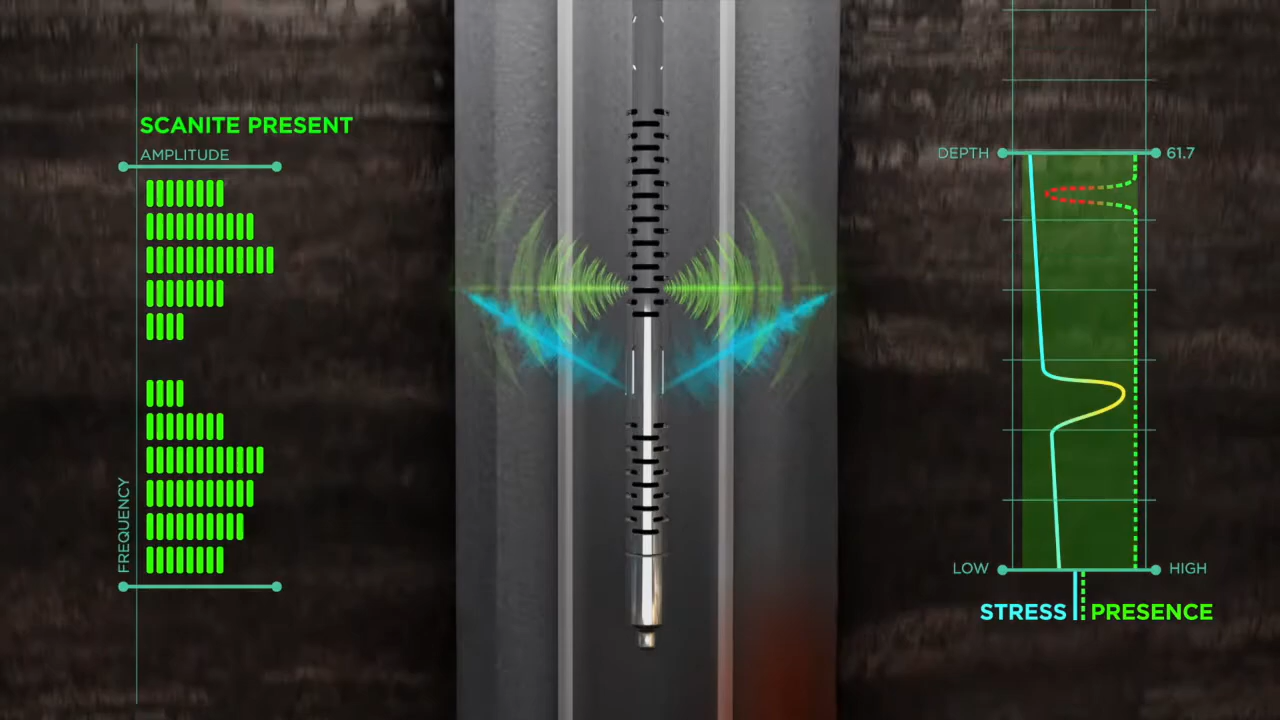 SCANITE PRESENT
AMPLITUDE
FREQUENCY
DEPTH 61.7
LOW HIGH
STRESS PRESENCE